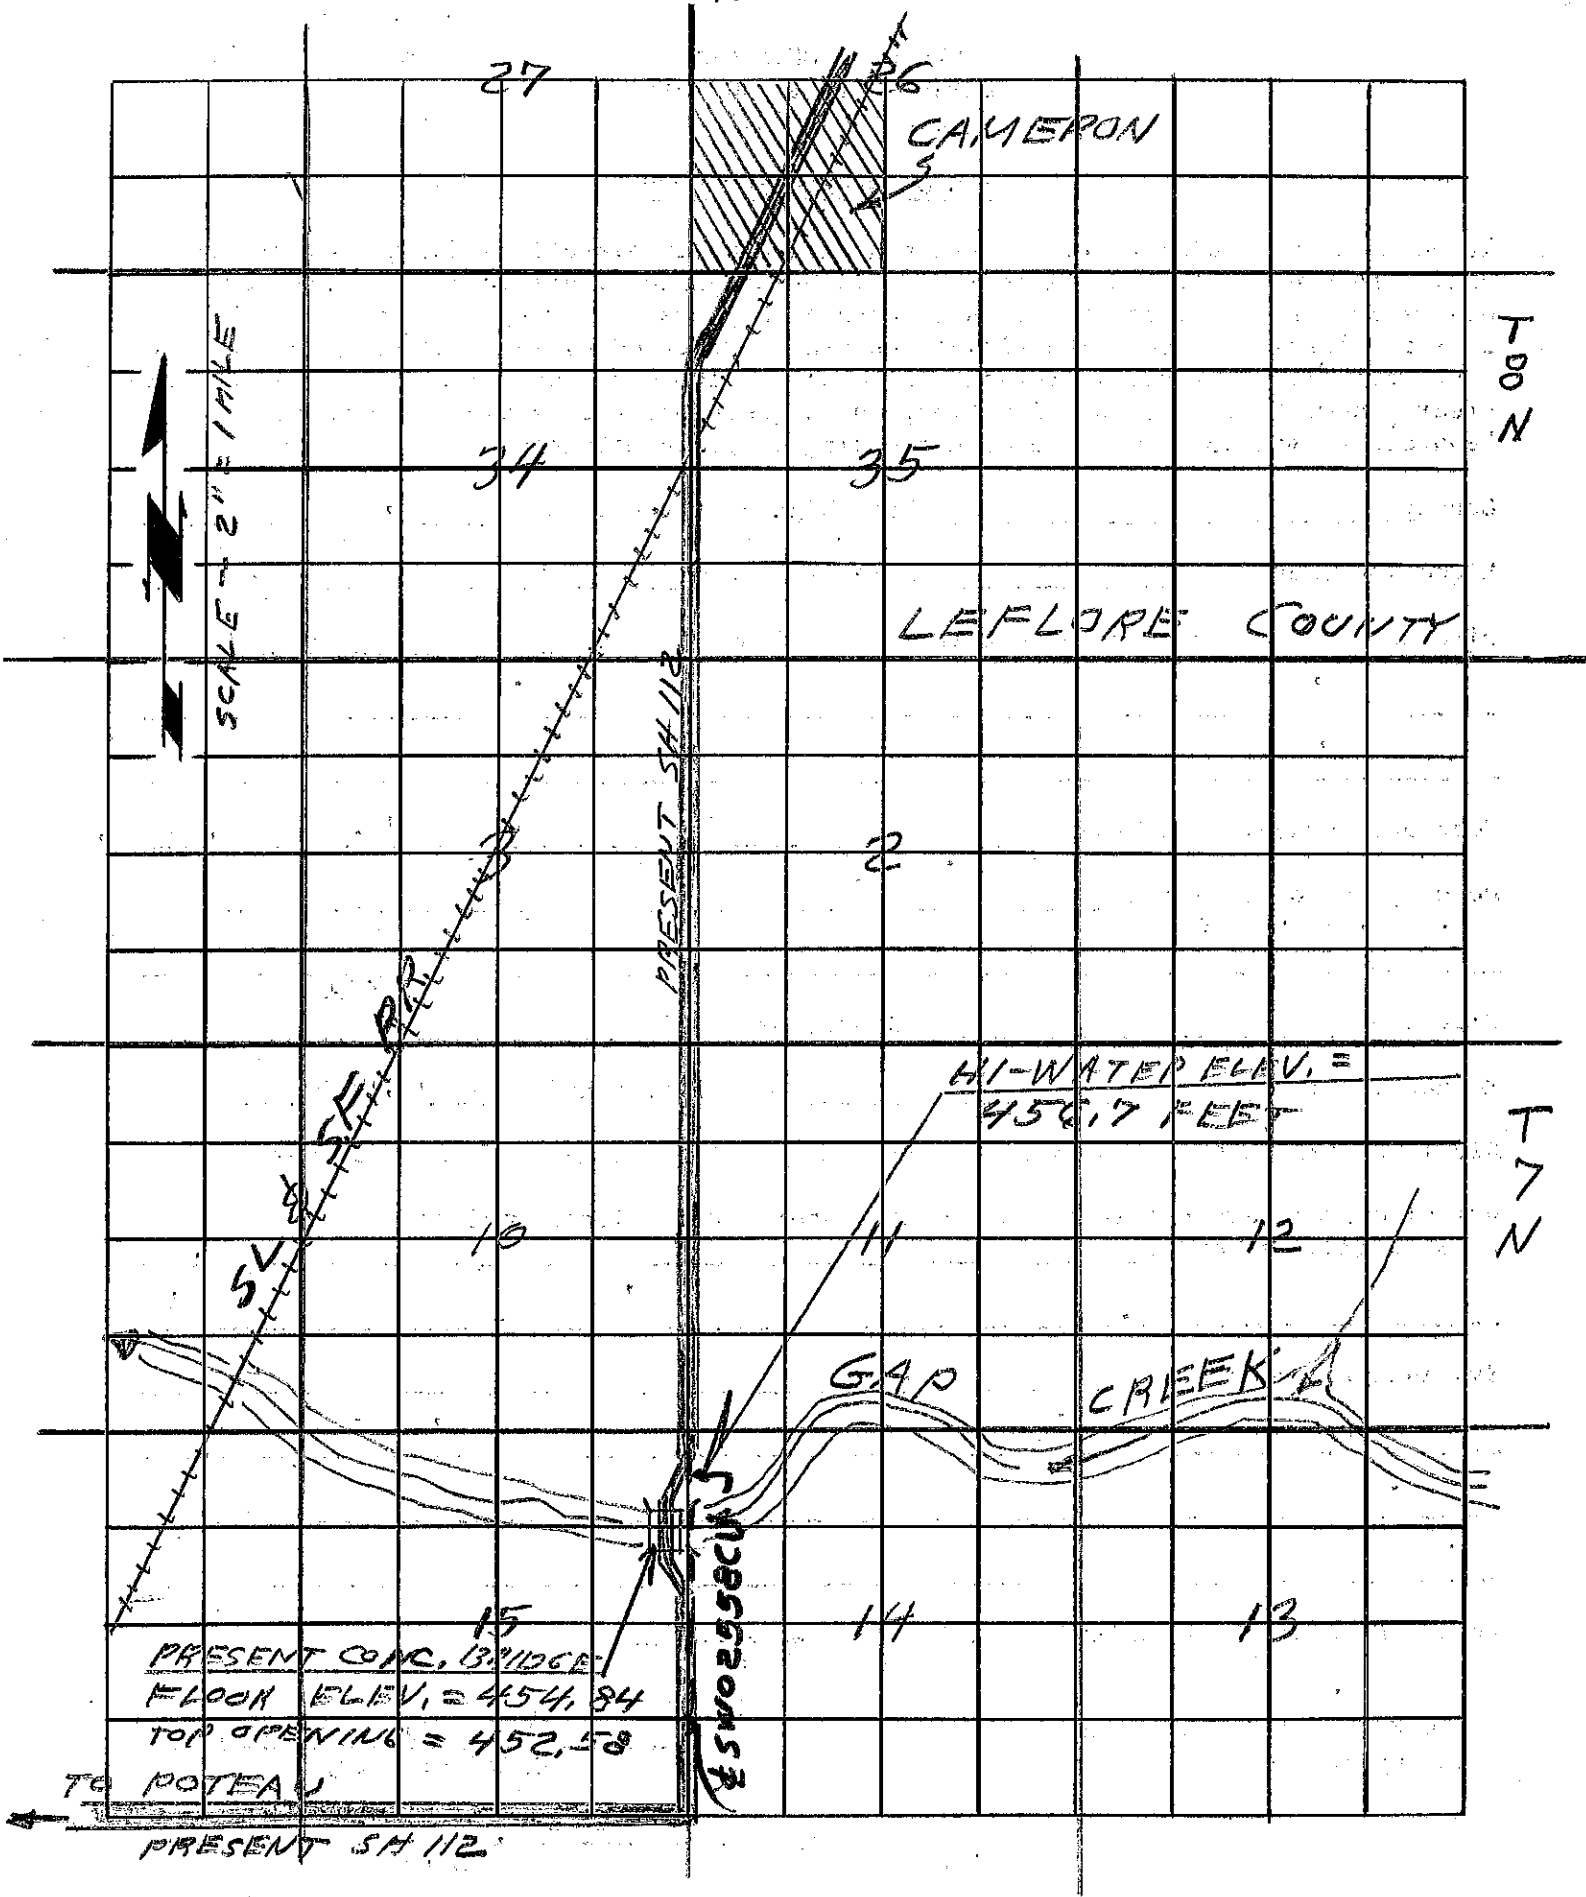 27
26
CAMERON
SCALE ~ 2" = 1 MILE
N
T 8 N
34
35
LEFLORE COUNTY
PRESENT SH 112
3
2
HI-WATER ELEV. =
FEET
T 7 N
SV & SF RR.
10
11
12
GAP CREEK
15
14
13
PRESENT CONC. BRIDGE
FLOOR ELEV. = 454.84
TOP OPENING = 452.58
TO POTEAU
PRESENT SH 112